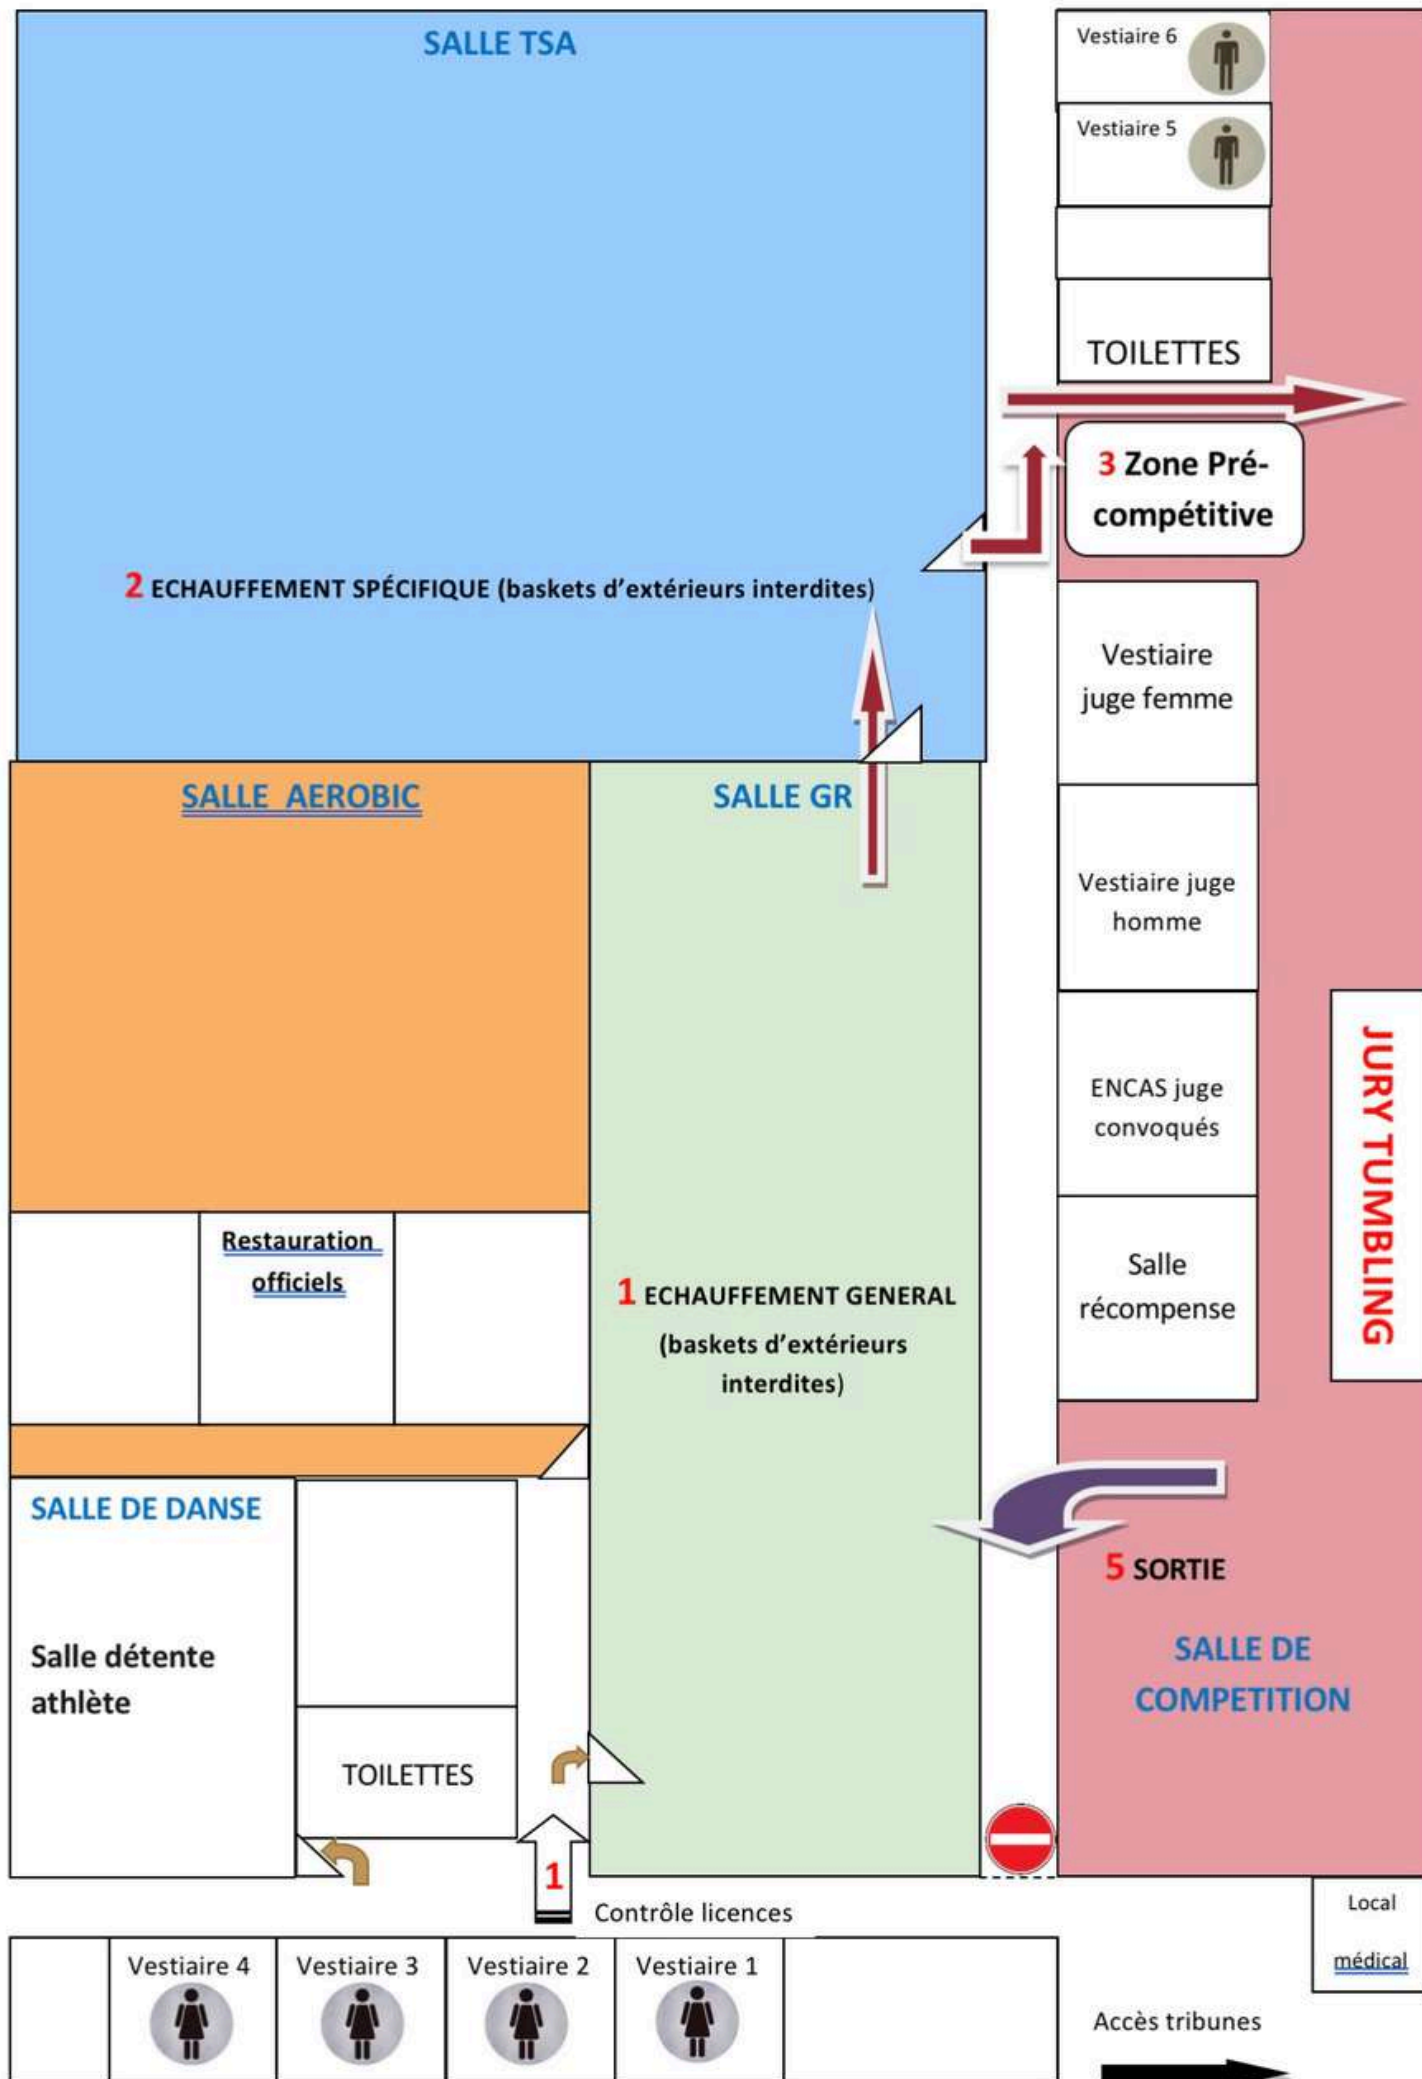 SALLE TSA
Vestiaire 6
Vestiaire 5
TOILETTES
3 Zone Pré-
compétitive
2 ECHAUFFEMENT SPÉCIFIQUE (baskets d’extérieurs interdites)
Vestiaire
juge femme
SALLE AEROBIC
SALLE GR
Vestiaire juge
homme
ENCAS juge
convoqués
JURY TUMBLING
Restauration
officiels
1 ECHAUFFEMENT GENERAL
(baskets d’extérieurs
interdites)
Salle
récompense
SALLE DE DANSE
5 SORTIE
Salle détente
athlète
SALLE DE
COMPETITION
TOILETTES
1
Contrôle licences
Local
médical
Vestiaire 4
Vestiaire 3
Vestiaire 2
Vestiaire 1
Accès tribunes